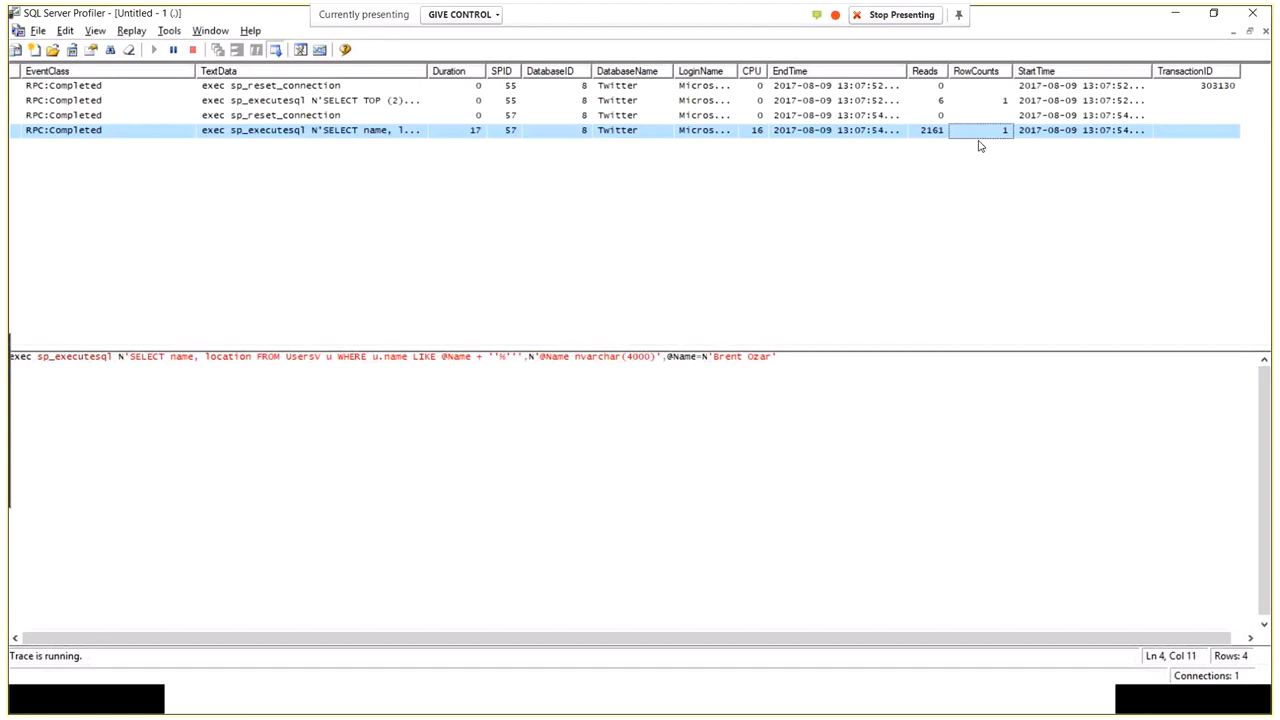 SQL Server Profiler - [Untitled - 1 (.)]
Currently presenting GIVE CONTROL Stop Presenting
File Edit View Replay Tools Window Help
EventClass TextData Duration SPID DatabaseID DatabaseName LoginName CPU EndTime Reads RowCounts StartTime TransactionID
RPC:Completed exec sp_reset_connection 0 55 8 Twitter Micros... 0 2017-08-09 13:07:52... 0 2017-08-09 13:07:52... 303130
RPC:Completed exec sp_executesql N'SELECT TOP (2)... 0 55 8 Twitter Micros... 0 2017-08-09 13:07:52... 6 1 2017-08-09 13:07:52...
RPC:Completed exec sp_reset_connection 0 57 8 Twitter Micros... 0 2017-08-09 13:07:54... 0 2017-08-09 13:07:54...
RPC:Completed exec sp_executesql N'SELECT name, l... 17 57 8 Twitter Micros... 16 2017-08-09 13:07:54... 2161 1 2017-08-09 13:07:54...
exec sp_executesql N'SELECT name, location FROM UsersV u WHERE u.name LIKE @Name + ''%''',N'@Name nvarchar(4000)',@Name=N'Brent Ozar'
Trace is running. Ln 4, Col 11 Rows: 4
Connections: 1